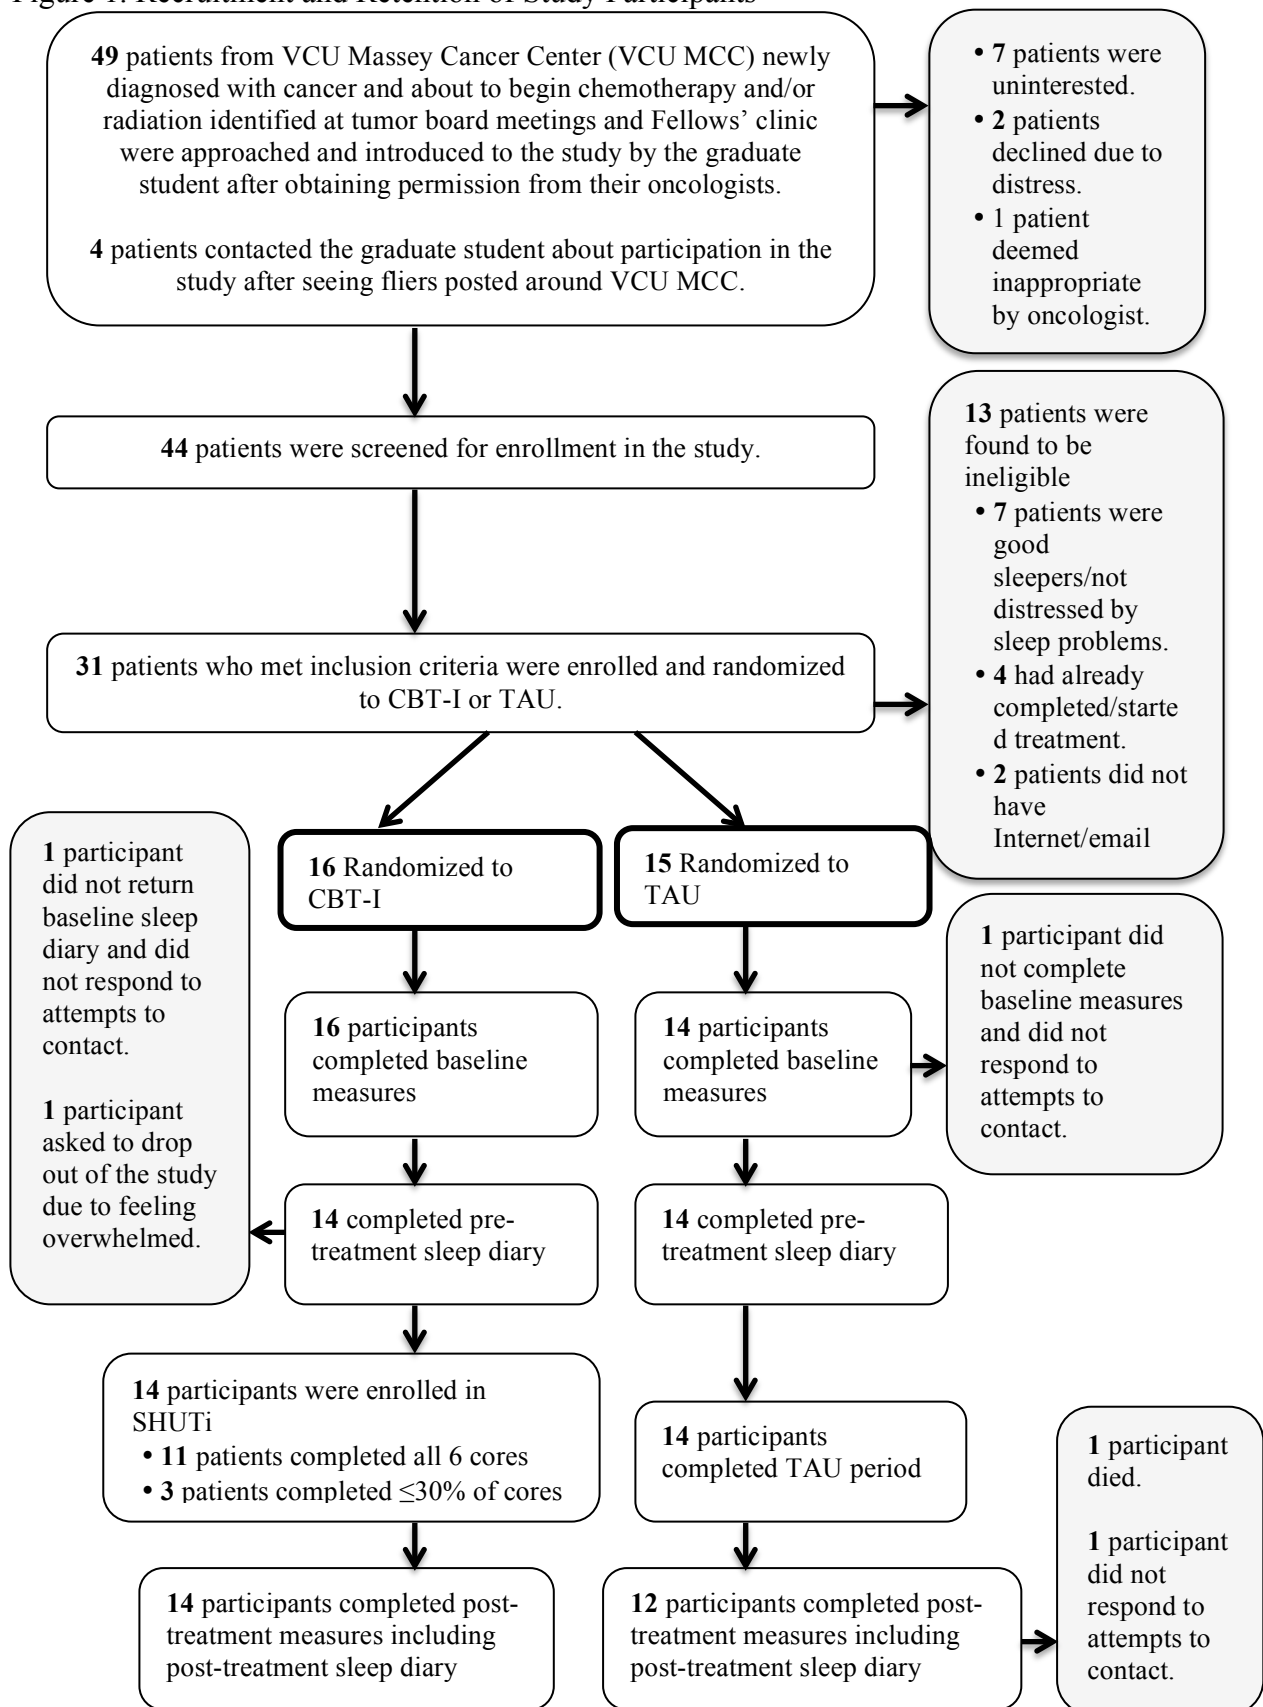 Figure 1. Recruitment and Retention of Study Participants
49 patients from VCU Massey Cancer Center (VCU MCC) newly
diagnosed with cancer and about to begin chemotherapy and/or
radiation identified at tumor board meetings and Fellows’ clinic
were approached and introduced to the study by the graduate
student after obtaining permission from their oncologists.
4 patients contacted the graduate student about participation in the
study after seeing fliers posted around VCU MCC.
• 7 patients were
uninterested.
• 2 patients
declined due to
distress.
• 1 patient
deemed
inappropriate
by oncologist.
44 patients were screened for enrollment in the study.
13 patients were
found to be
ineligible
• 7 patients were
good
sleepers/not
distressed by
sleep problems.
• 4 had already
completed/starte
d treatment.
• 2 patients did not
have
Internet/email
31 patients who met inclusion criteria were enrolled and randomized
to CBT-I or TAU.
16 Randomized to
CBT-I
15 Randomized to
TAU
1 participant
did not return
baseline sleep
diary and did
not respond to
attempts to
contact.
1 participant
asked to drop
out of the study
due to feeling
overwhelmed.
16 participants
completed baseline
measures
14 participants
completed baseline
measures
1 participant did
not complete
baseline measures
and did not
respond to
attempts to
contact.
14 completed pre-
treatment sleep diary
14 completed pre-
treatment sleep diary
14 participants were enrolled in
SHUTi
• 11 patients completed all 6 cores
• 3 patients completed ≤30% of cores
14 participants
completed TAU period
1 participant
died.
1 participant
did not
respond to
attempts to
contact.
14 participants completed post-
treatment measures including
post-treatment sleep diary
12 participants completed post-
treatment measures including
post-treatment sleep diary